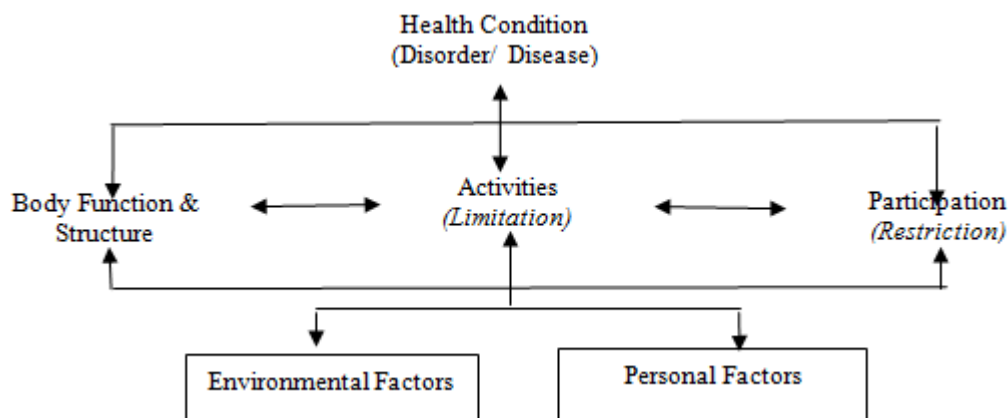 Health Condition
(Disorder/ Disease)
Body Function &
Structure
Activities
(Limitation)
Participation
(Restriction)
Environmental Factors
Personal Factors